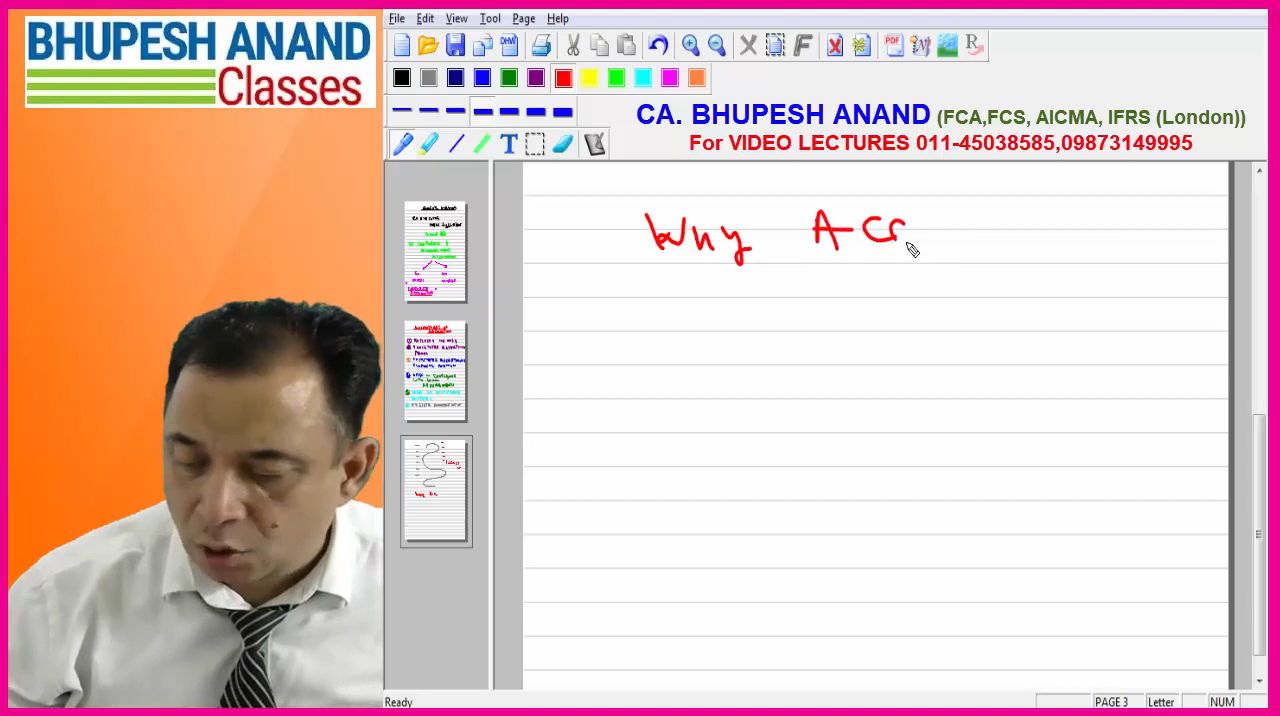 BHUPESH ANAND
Classes
File Edit View Tool Page Help
PDF
CA. BHUPESH ANAND (FCA,FCS, AICMA, IFRS (London))
For VIDEO LECTURES 011-45038585,09873149995
Why Acc
Ready
PAGE 3 Letter NUM